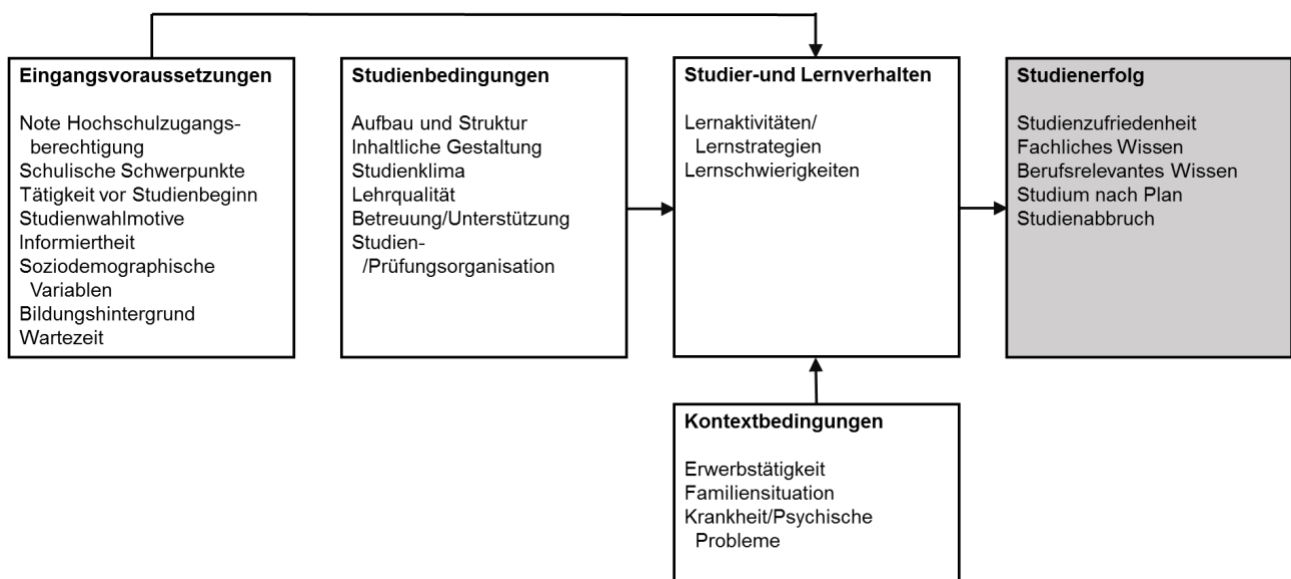 Eingangsvoraussetzungen
Note Hochschulzugangs-
berechtigung
Schulische Schwerpunkte
Tätigkeit vor Studienbeginn
Studienwahlmotive
Informiertheit
Soziodemographische
Variablen
Bildungshintergrund
Wartezeit
Studienbedingungen
Aufbau und Struktur
Inhaltliche Gestaltung
Studienklima
Lehrqualität
Betreuung/Unterstützung
Studien-
/Prüfungsorganisation
Studier-und Lernverhalten
Lernaktivitäten/
Lernstrategien
Lernschwierigkeiten
Studienerfolg
Studienzufriedenheit
Fachliches Wissen
Berufsrelevantes Wissen
Studium nach Plan
Studienabbruch
Kontextbedingungen
Erwerbstätigkeit
Familiensituation
Krankheit/Psychische
Probleme